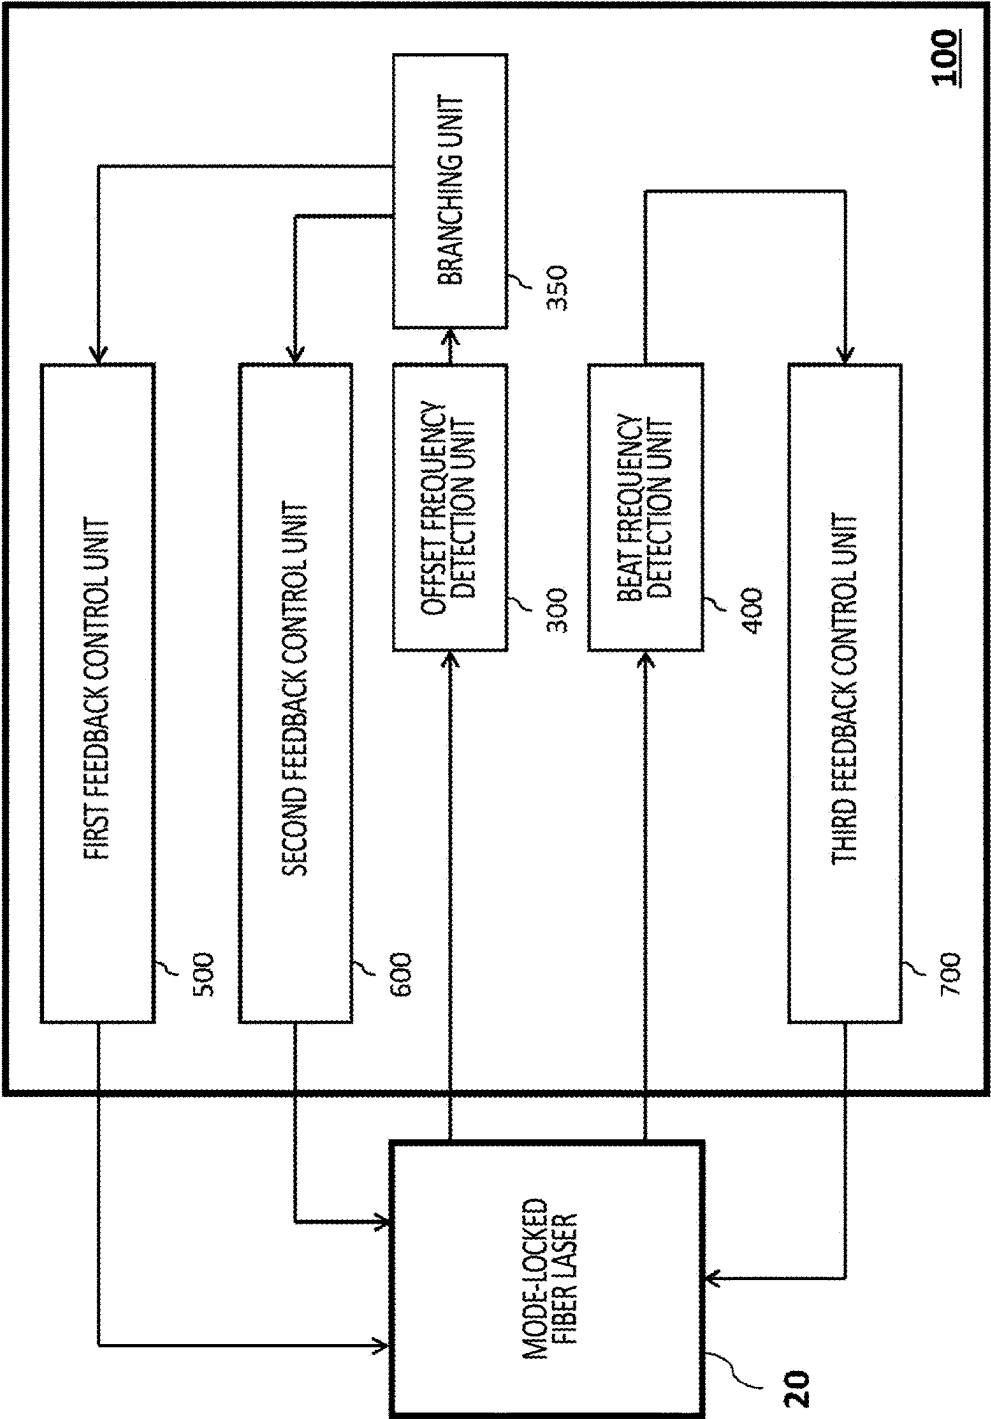 FIRST FEEDBACK CONTROL UNIT
500
SECOND FEEDBACK CONTROL UNIT
600
MODE-LOCKED
FIBER LASER
20
OFFSET FREQUENCY
DETECTION UNIT
300
BRANCHING UNIT
350
BEAT FREQUENCY
DETECTION UNIT
400
THIRD FEEDBACK CONTROL UNIT
700
100